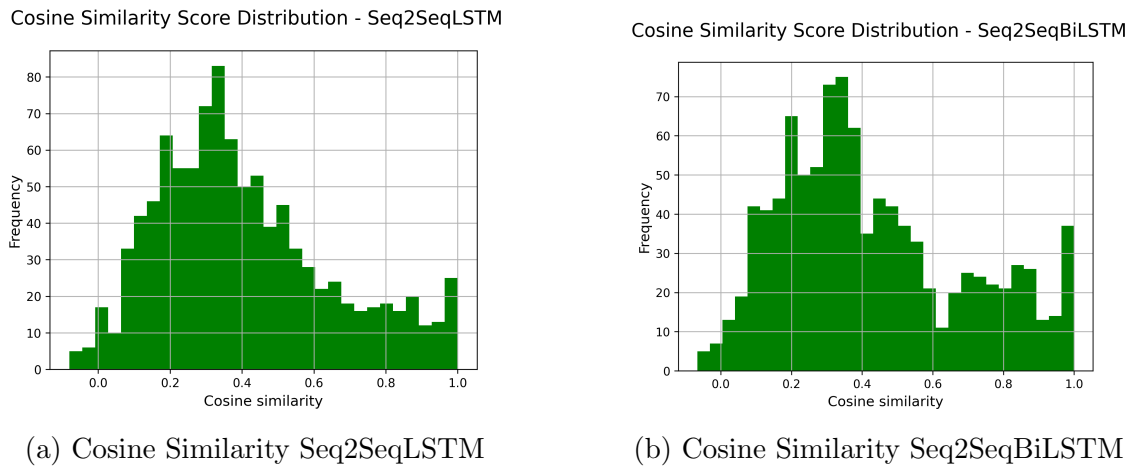 Cosine Similarity Score Distribution - Seq2SeqLSTM
Frequency
80
70
60
50
40
30
20
10
0
0.0 0.2 0.4 0.6 0.8 1.0
Cosine similarity
(a) Cosine Similarity Seq2SeqLSTM
Cosine Similarity Score Distribution - Seq2SeqBiLSTM
Frequency
70
60
50
40
30
20
10
0
0.0 0.2 0.4 0.6 0.8 1.0
Cosine similarity
(b) Cosine Similarity Seq2SeqBiLSTM